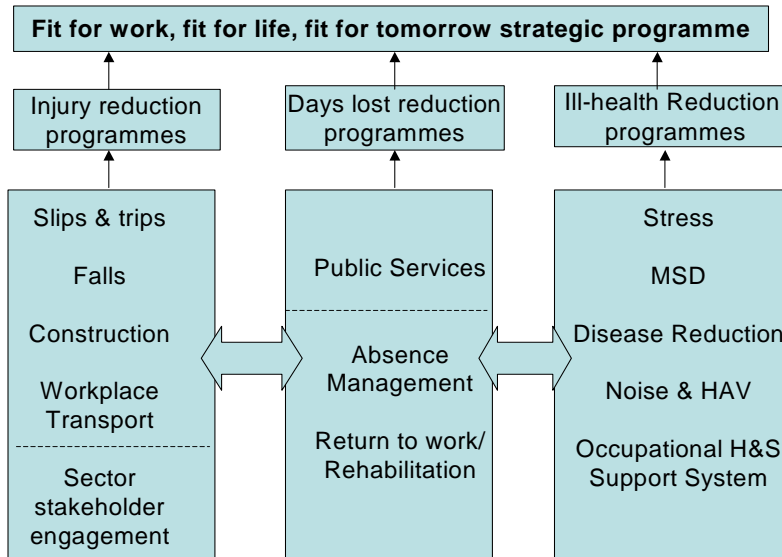 Fit for work, fit for life, fit for tomorrow strategic programme
Injury reduction
programmes
Days lost reduction
programmes
Ill-health Reduction
programmes
Slips & trips
Falls
Construction
Workplace
Transport
Sector
stakeholder
engagement
Public Services
Absence
Management
Return to work/
Rehabilitation
Stress
MSD
Disease Reduction
Noise & HAV
Occupational H&S
Support System